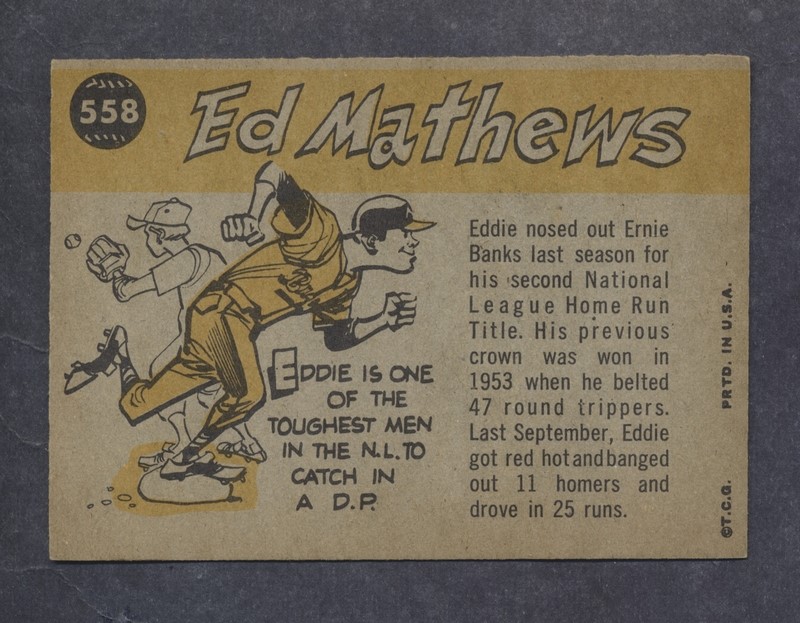 558
Ed Mathews
EDDIE IS ONE
OF THE
TOUGHEST MEN
IN THE N.L. TO
CATCH IN
A D.P.
Eddie nosed out Ernie
Banks last season for
his second National
League Home Run
Title. His previous
crown was won in
1953 when he belted
47 round trippers.
Last September, Eddie
got red hot and banged
out 11 homers and
drove in 25 runs.
©T.C.G. PRTD. IN U.S.A.